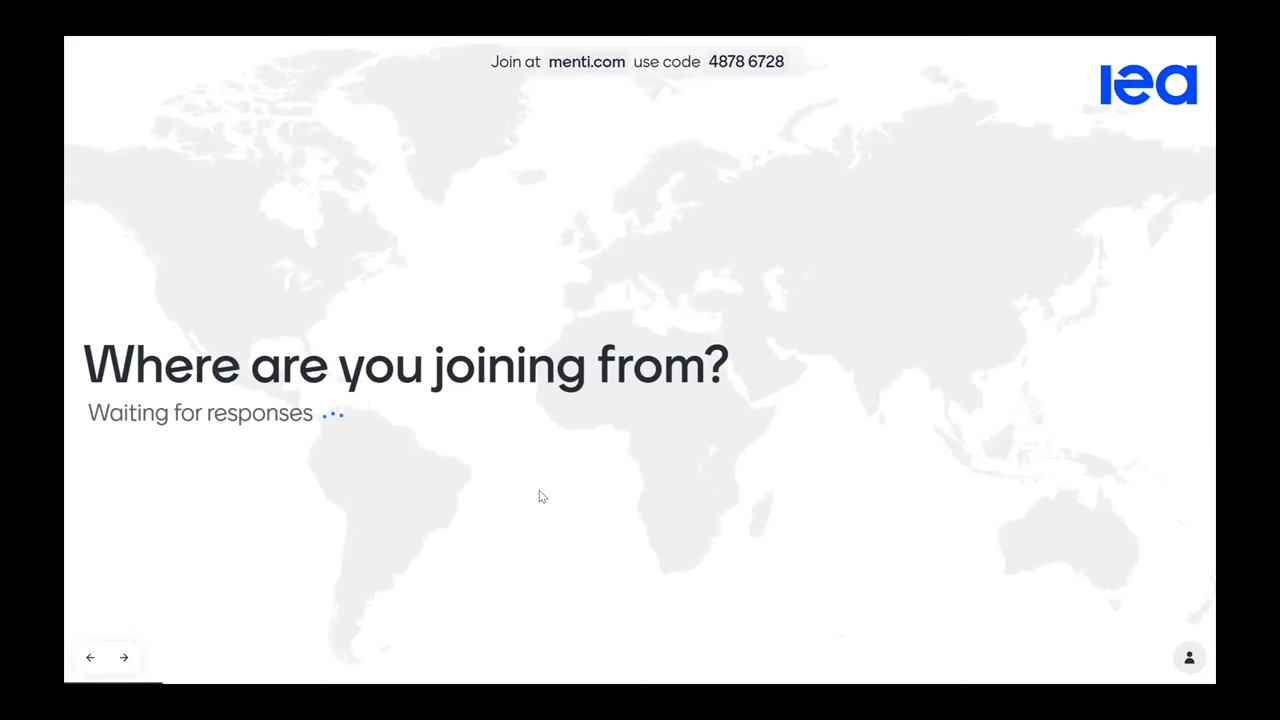 Join at menti.com use code 4878 6728
iea
Where are you joining from?
Waiting for responses